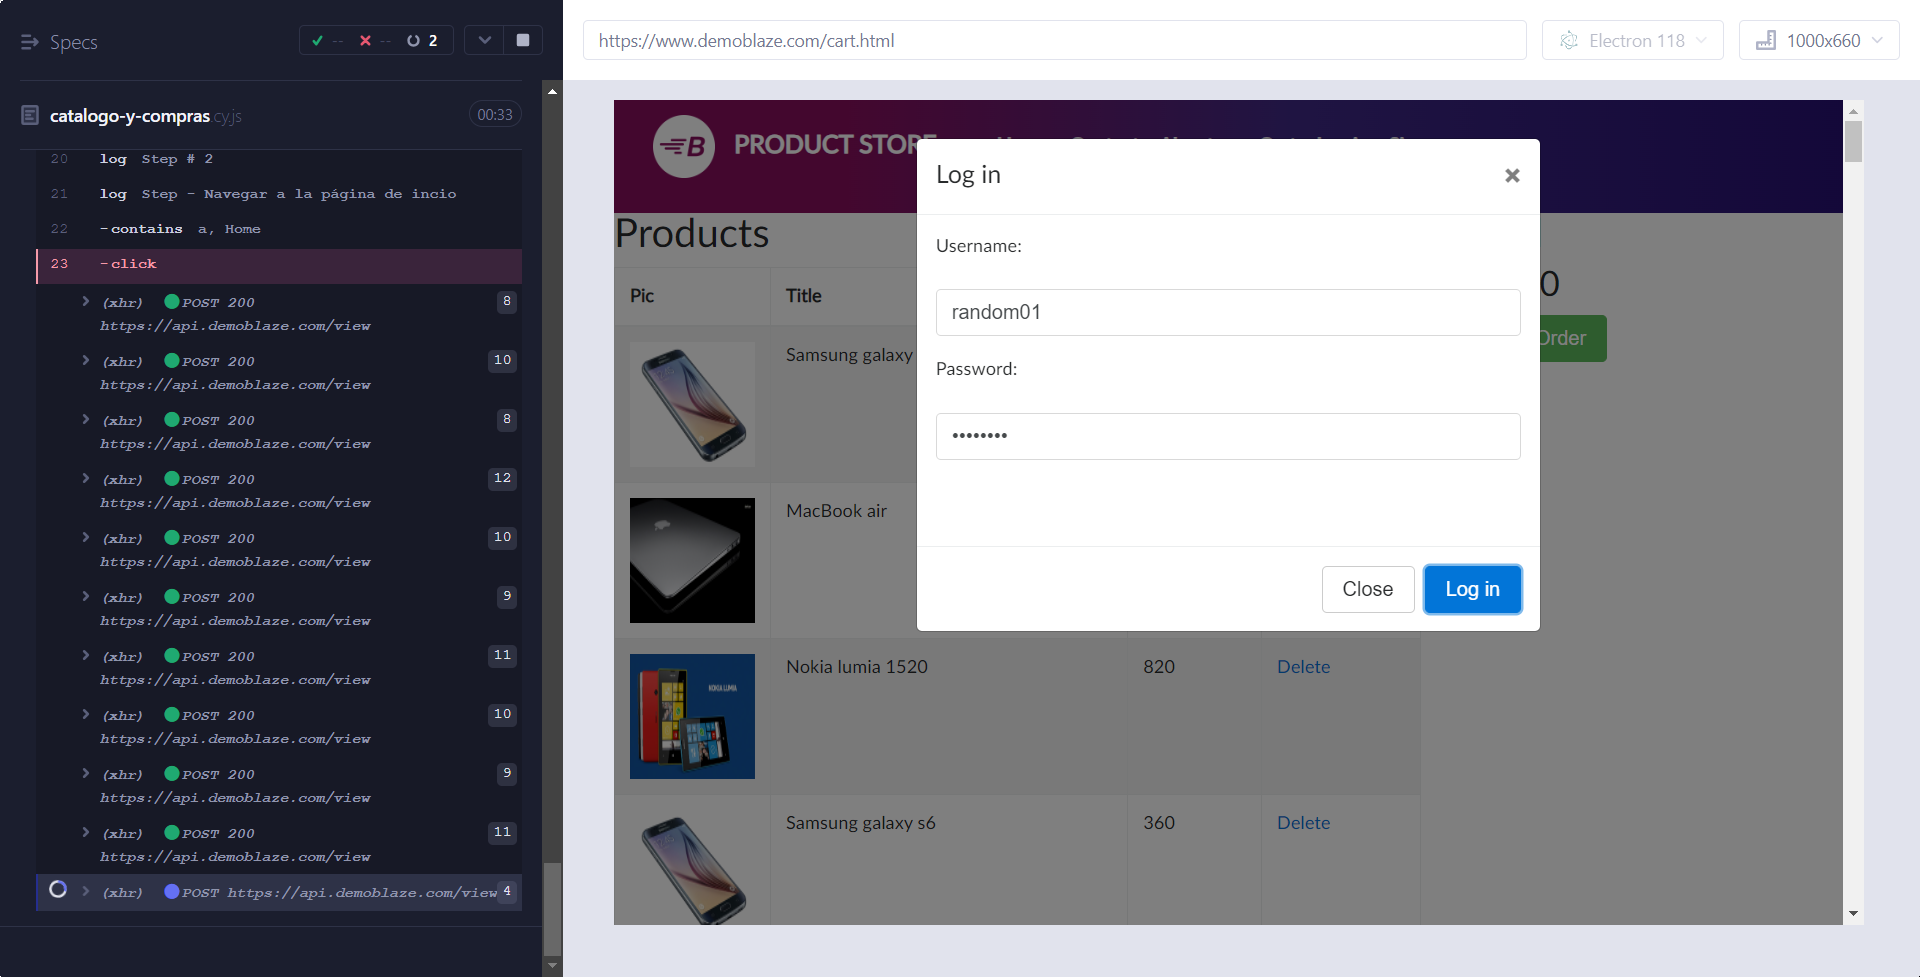 Specs
-- -- 2
catalogo-y-compras.cy.js 00:33
20 log Step # 2
21 log Step - Navegar a la página de incio
22 -contains a, Home
23 -click
(xhr) POST 200 8
https://api.demoblaze.com/view
(xhr) POST 200 10
https://api.demoblaze.com/view
(xhr) POST 200 8
https://api.demoblaze.com/view
(xhr) POST 200 12
https://api.demoblaze.com/view
(xhr) POST 200 10
https://api.demoblaze.com/view
(xhr) POST 200 9
https://api.demoblaze.com/view
(xhr) POST 200 11
https://api.demoblaze.com/view
(xhr) POST 200 10
https://api.demoblaze.com/view
(xhr) POST 200 9
https://api.demoblaze.com/view
(xhr) POST 200 11
https://api.demoblaze.com/view
(xhr) POST https://api.demoblaze.com/view 4
https://www.demoblaze.com/cart.html
Electron 118
1000x660
B PRODUCT STORE
Products
Pic Title
Samsung galaxy
MacBook air
Nokia lumia 1520 820 Delete
Samsung galaxy s6 360 Delete
0
Order
Log in ×
Username:
random01
Password:
••••••••
Close Log in